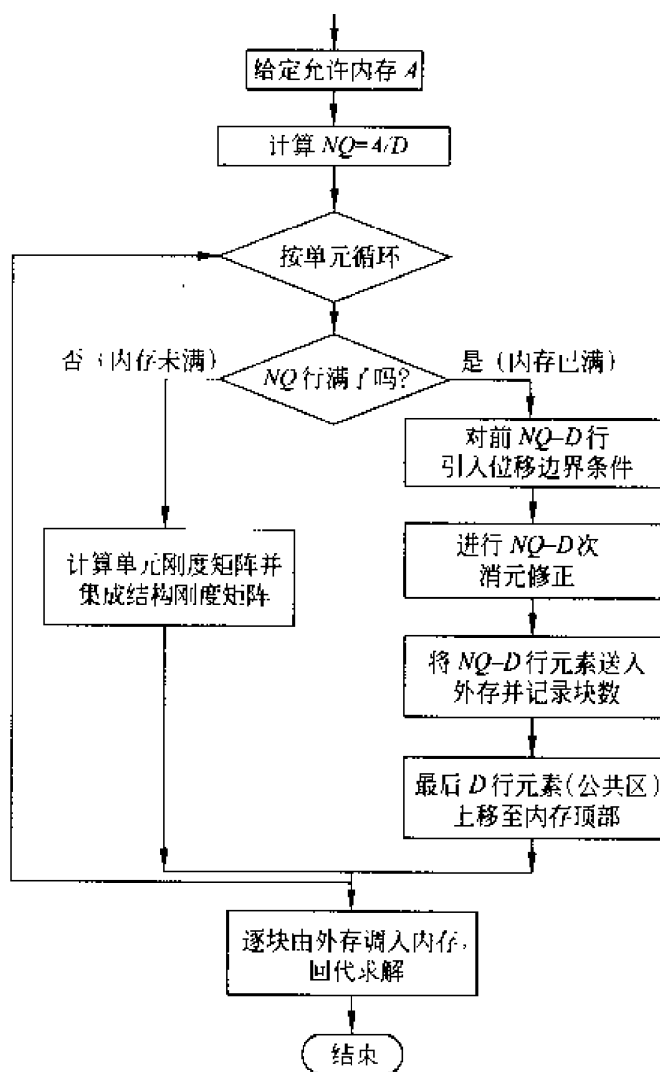 给定允许内存 A
计算 NQ=A/D
按单元循环
否（内存未满）
NQ 行满了吗?
是（内存已满）
对前 NQ–D 行
引入位移边界条件
计算单元刚度矩阵并
集成结构刚度矩阵
进行 NQ–D 次
消元修正
将 NQ–D 行元素送入
外存并记录块数
最后 D 行元素(公共区)
上移至内存顶部
逐块由外存调入内存,
回代求解
结束